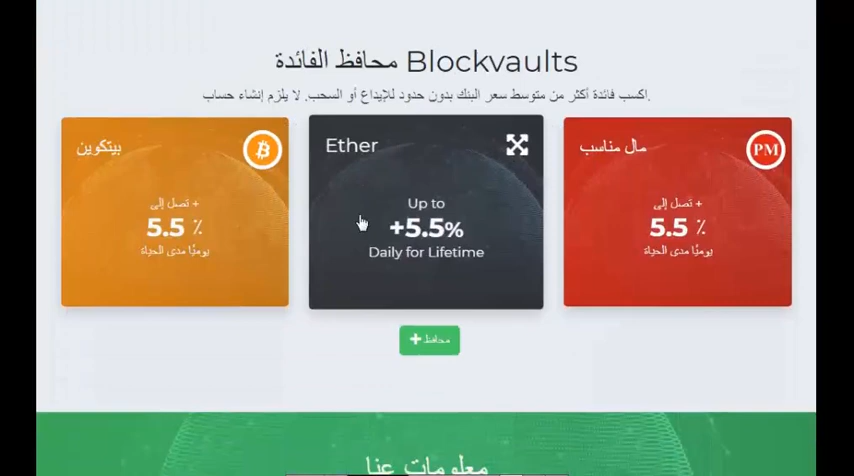 محافظ الفائدة Blockvaults
اكسب فائدة أكثر من متوسط سعر البنك بدون حدود للإيداع أو السحب. لا يلزم إنشاء حساب.
بيتكوين
+ تَصل إلى
5.5 ٪
يوميًا مدى الحياة
Ether
Up to
+5.5%
Daily for Lifetime
مال مناسب
PM
+ تَصل إلى
5.5 ٪
يوميًا مدى الحياة
محافظ +
معلومات عنا